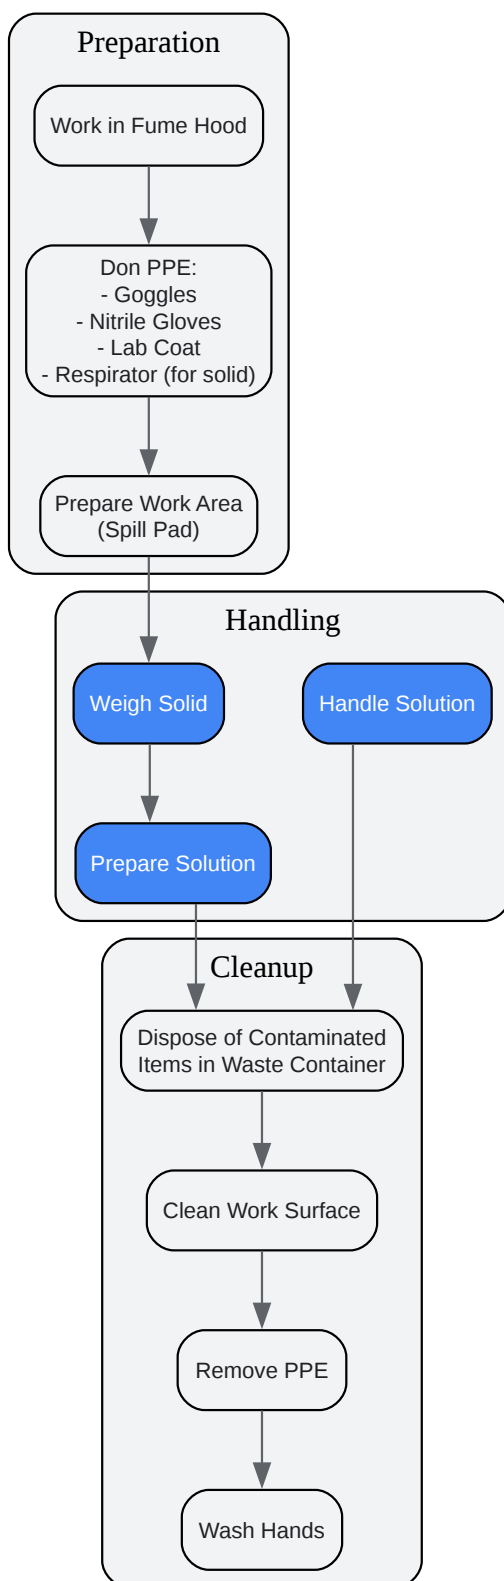 Preparation
Work in Fume Hood
Don PPE:
- Goggles
- Nitrile Gloves
- Lab Coat
- Respirator (for solid)
Prepare Work Area
(Spill Pad)
Handling
Weigh Solid
Handle Solution
Prepare Solution
Cleanup
Dispose of Contaminated
Items in Waste Container
Clean Work Surface
Remove PPE
Wash Hands